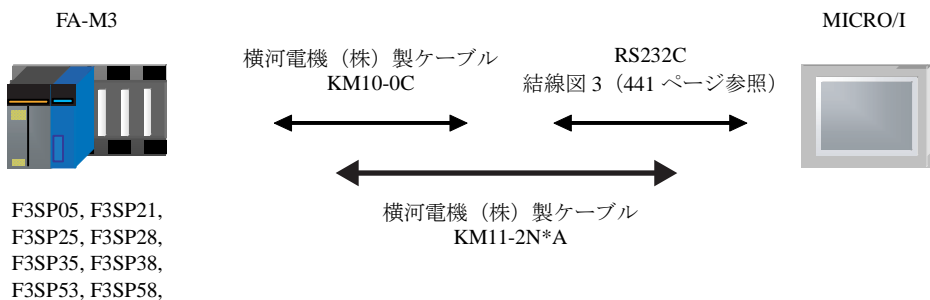 FA-M3
MICRO/I
横河電機（株）製ケーブル
KM10-0C
RS232C
結線図 3（441 ページ参照）
横河電機（株）製ケーブル
KM11-2N*A
F3SP05, F3SP21,
F3SP25, F3SP28,
F3SP35, F3SP38,
F3SP53, F3SP58,